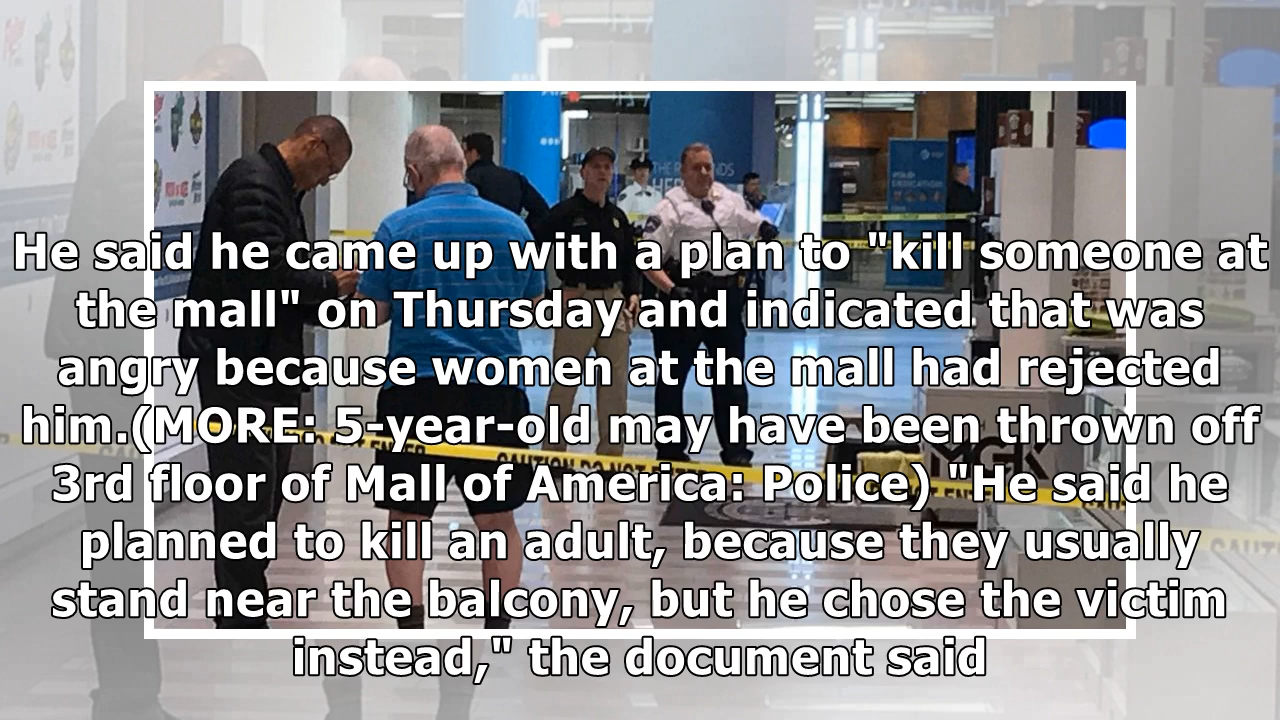 He said he came up with a plan to "kill someone at
the mall" on Thursday and indicated that was
angry because women at the mall had rejected
him.(MORE: 5-year-old may have been thrown off
3rd floor of Mall of America: Police) "He said he
planned to kill an adult, because they usually
stand near the balcony, but he chose the victim
instead," the document said
MGK